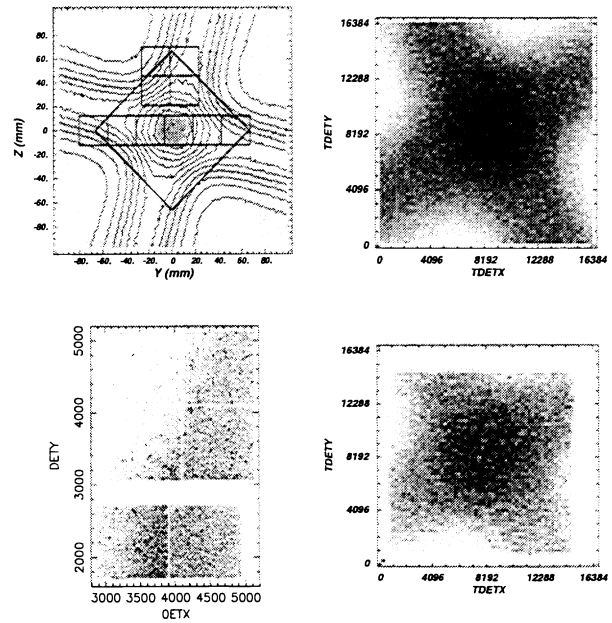 80.
60.
40.
20.
0.
-20.
-40.
-60.
-80.
Z (mm)
-80. -60. -40. -20. 0. 20. 40. 60. 80.
Y (mm)
16384
12288
8192
4096
0
TDETY
0 4096 8192 12288 16384
TDETX
5000
4000
3000
2000
DETY
3000 3500 4000 4500 5000
DETX
16384
12288
8192
4096
0
TDETY
0 4096 8192 12288 16384
TDETX